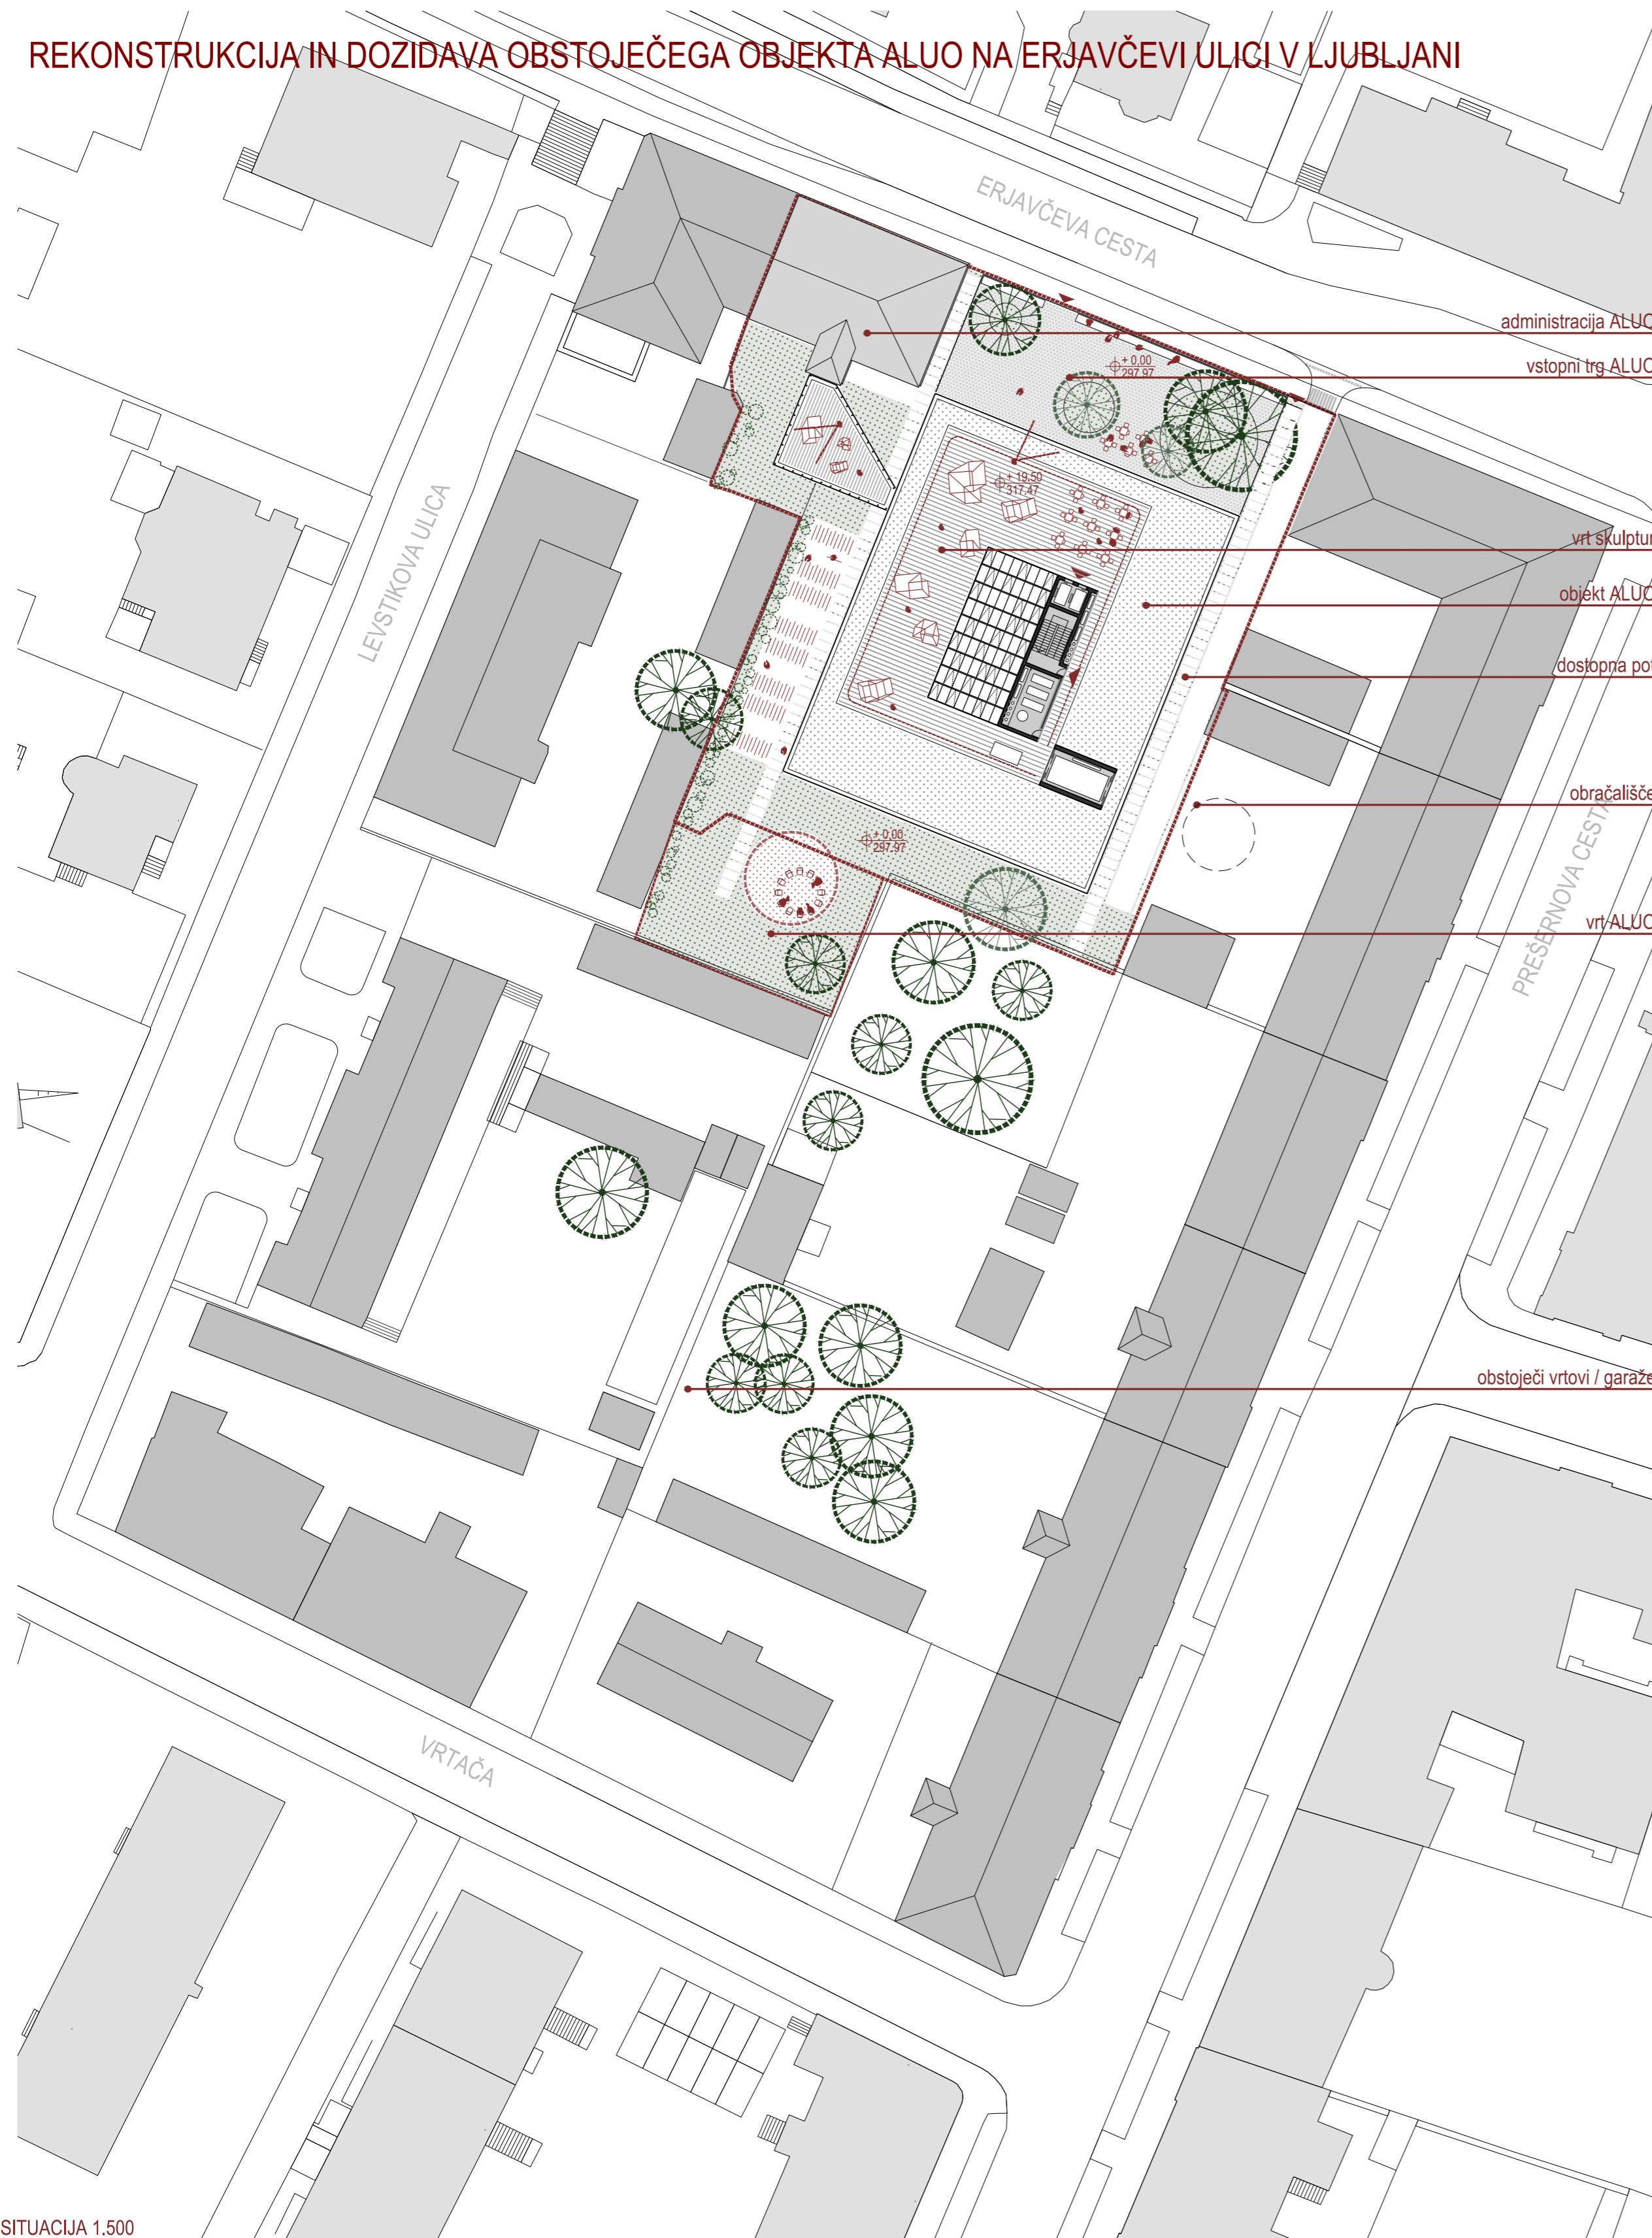 REKONSTRUKCIJA IN DOZIDAVA OBSTOJEČEGA OBJEKTA ALUO NA ERJAVČEVI ULICI V LJUBLJANI
ERJAVČEVA CESTA
administracija ALUO
+ 0.00
297.97
vstopni trg ALUO
+ 19.50
317.47
LEVSTIKOVA ULICA
vrt skulptur
objekt ALUO
dostopna pot
obračališče
PREŠERNOVA CESTA
+ 0.00
297.97
vrt ALUO
obstoječi vrtovi / garaže
VRTAČA
SITUACIJA 1.500